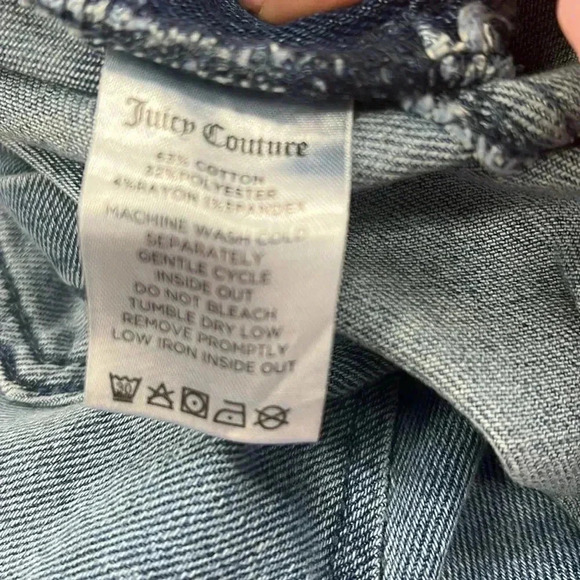 Juicy Couture
63% COTTON
32% POLYESTER
4% RAYON 1% SPANDEX
MACHINE WASH COLD
SEPARATELY
GENTLE CYCLE
INSIDE OUT
DO NOT BLEACH
TUMBLE DRY LOW
REMOVE PROMPTLY
LOW IRON INSIDE OUT
30